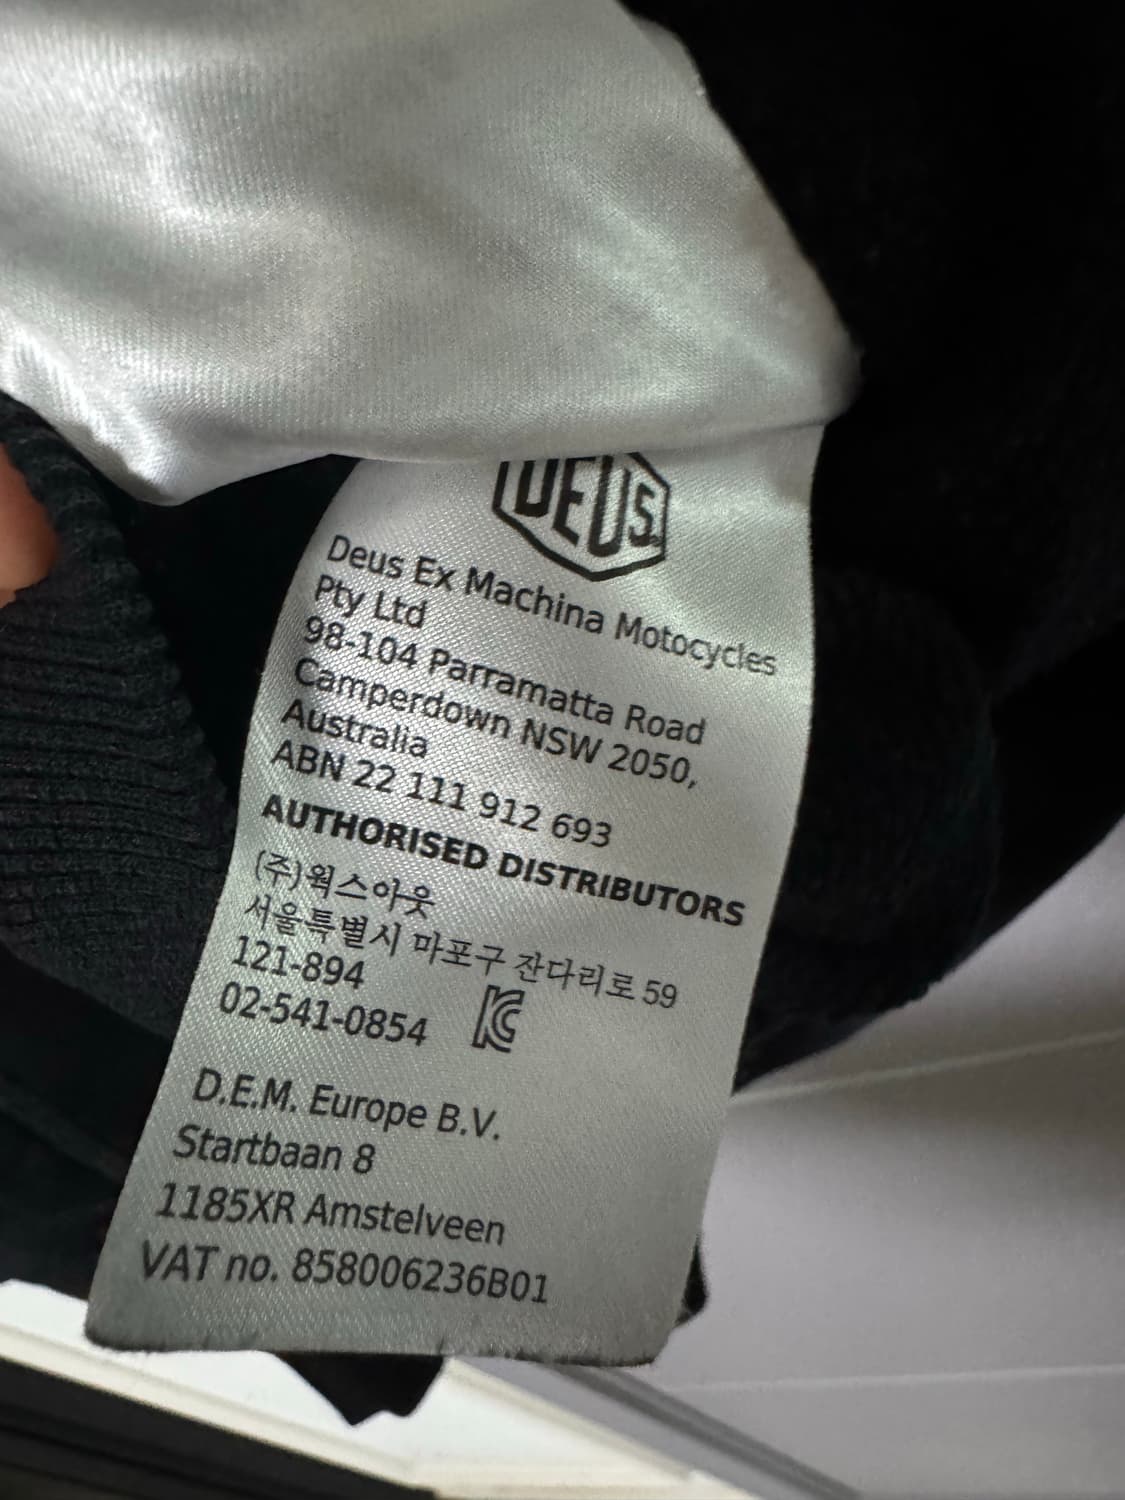 DEUS.
Deus Ex Machina Motocycles
Pty Ltd
98-104 Parramatta Road
Camperdown NSW 2050,
Australia
ABN 22 111 912 693
AUTHORISED DISTRIBUTORS
(주)웍스아웃
서울특별시 마포구 잔다리로 59
121-894
02-541-0854
D.E.M. Europe B.V.
Startbaan 8
1185XR Amstelveen
VAT no. 858006236B01